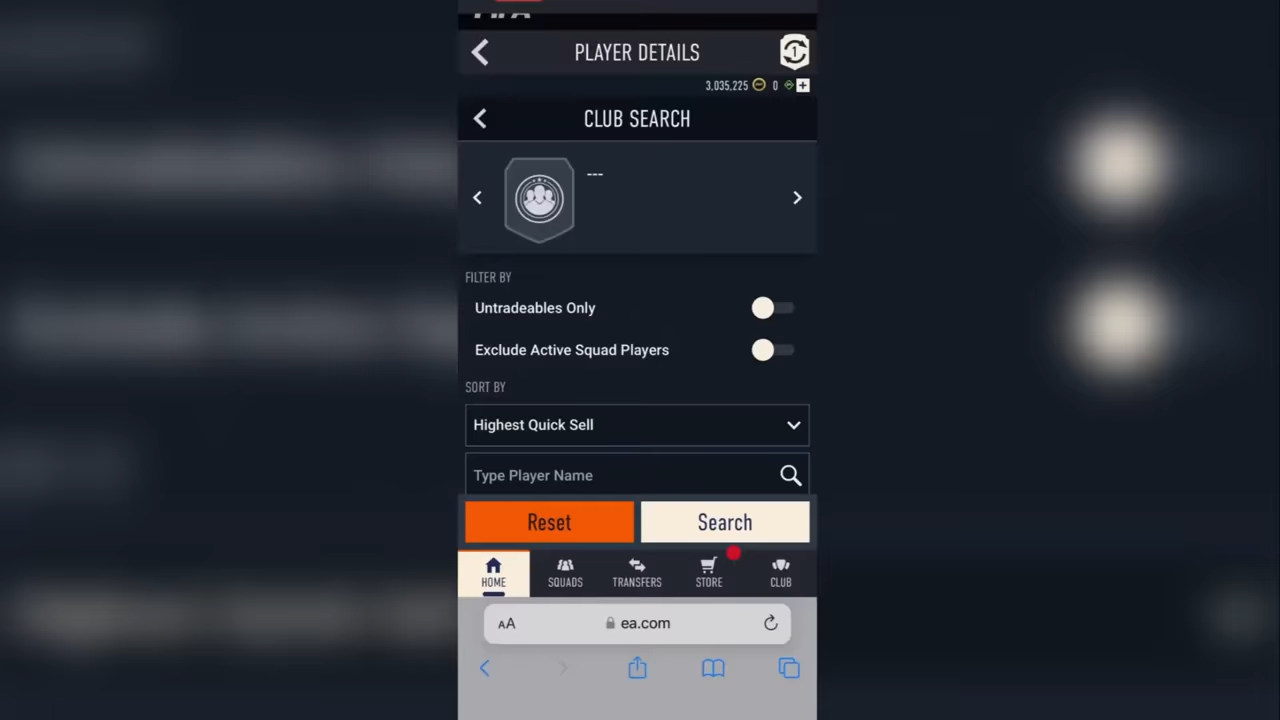 PLAYER DETAILS
1
3,035,225 0
CLUB SEARCH
---
FILTER BY
Untradeables Only
Exclude Active Squad Players
SORT BY
Highest Quick Sell
Type Player Name
Reset Search
HOME SQUADS TRANSFERS STORE CLUB
AA ea.com